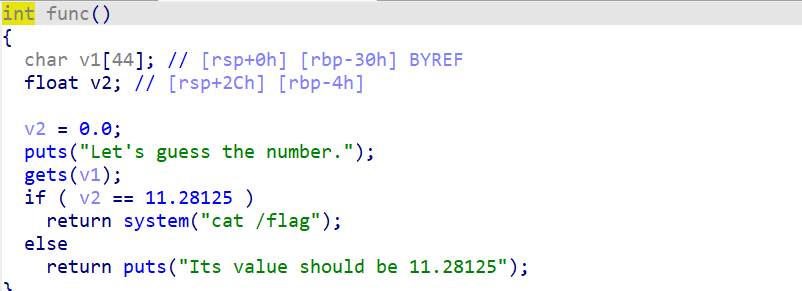 int func()
{
char v1[44]; // [rsp+0h] [rbp-30h] BYREF
float v2; // [rsp+2Ch] [rbp-4h]
v2 = 0.0;
puts("Let's guess the number.");
gets(v1);
if ( v2 == 11.28125 )
return system("cat /flag");
else
return puts("Its value should be 11.28125");
}